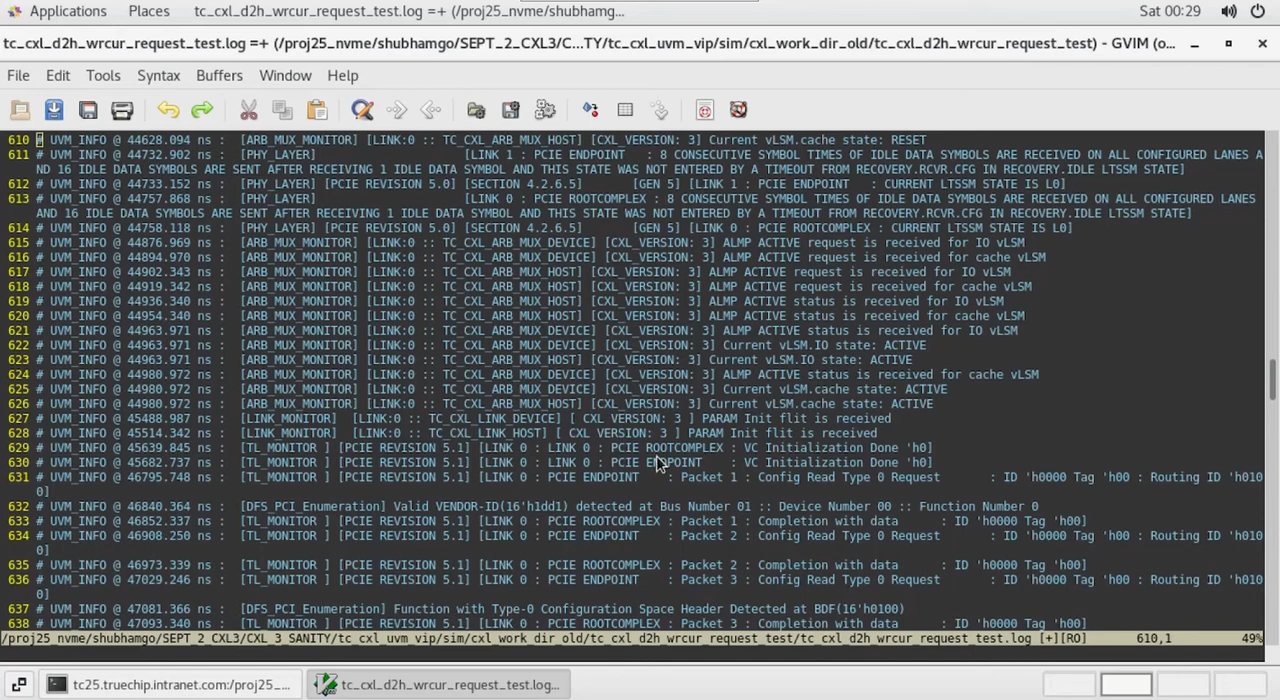 Applications Places tc_cxl_d2h_wrcur_request_test.log =+ (/proj25_nvme/shubhamg... Sat 00:29
tc_cxl_d2h_wrcur_request_test.log =+ (/proj25_nvme/shubhamgo/SEPT_2_CXL3/C...TY/tc_cxl_uvm_vip/sim/cxl_work_dir_old/tc_cxl_d2h_wrcur_request_test) - GVIM (o...
File Edit Tools Syntax Buffers Window Help
610 # UVM_INFO @ 44628.094 ns : [ARB_MUX_MONITOR] [LINK:0 :: TC_CXL_ARB_MUX_HOST] [CXL_VERSION: 3] Current vLSM.cache state: RESET
611 # UVM_INFO @ 44732.902 ns : [PHY_LAYER] [LINK 1 : PCIE ENDPOINT : 8 CONSECUTIVE SYMBOL TIMES OF IDLE DATA SYMBOLS ARE RECEIVED ON ALL CONFIGURED LANES A
ND 16 IDLE DATA SYMBOLS ARE SENT AFTER RECEIVING 1 IDLE DATA SYMBOL AND THIS STATE WAS NOT ENTERED BY A TIMEOUT FROM RECOVERY.RCVR.CFG IN RECOVERY.IDLE LTSSM STATE]
612 # UVM_INFO @ 44733.152 ns : [PHY_LAYER] [PCIE REVISION 5.0] [SECTION 4.2.6.5] [GEN 5] [LINK 1 : PCIE ENDPOINT : CURRENT LTSSM STATE IS L0]
613 # UVM_INFO @ 44757.868 ns : [PHY_LAYER] [LINK 0 : PCIE ROOTCOMPLEX : 8 CONSECUTIVE SYMBOL TIMES OF IDLE DATA SYMBOLS ARE RECEIVED ON ALL CONFIGURED LANES
AND 16 IDLE DATA SYMBOLS ARE SENT AFTER RECEIVING 1 IDLE DATA SYMBOL AND THIS STATE WAS NOT ENTERED BY A TIMEOUT FROM RECOVERY.RCVR.CFG IN RECOVERY.IDLE LTSSM STATE]
614 # UVM_INFO @ 44758.118 ns : [PHY_LAYER] [PCIE REVISION 5.0] [SECTION 4.2.6.5] [GEN 5] [LINK 0 : PCIE ROOTCOMPLEX : CURRENT LTSSM STATE IS L0]
615 # UVM_INFO @ 44876.969 ns : [ARB_MUX_MONITOR] [LINK:0 :: TC_CXL_ARB_MUX_DEVICE] [CXL_VERSION: 3] ALMP ACTIVE request is received for IO vLSM
616 # UVM_INFO @ 44894.970 ns : [ARB_MUX_MONITOR] [LINK:0 :: TC_CXL_ARB_MUX_DEVICE] [CXL_VERSION: 3] ALMP ACTIVE request is received for cache vLSM
617 # UVM_INFO @ 44902.343 ns : [ARB_MUX_MONITOR] [LINK:0 :: TC_CXL_ARB_MUX_HOST] [CXL_VERSION: 3] ALMP ACTIVE request is received for IO vLSM
618 # UVM_INFO @ 44919.342 ns : [ARB_MUX_MONITOR] [LINK:0 :: TC_CXL_ARB_MUX_HOST] [CXL_VERSION: 3] ALMP ACTIVE request is received for cache vLSM
619 # UVM_INFO @ 44936.340 ns : [ARB_MUX_MONITOR] [LINK:0 :: TC_CXL_ARB_MUX_HOST] [CXL_VERSION: 3] ALMP ACTIVE status is received for IO vLSM
620 # UVM_INFO @ 44954.340 ns : [ARB_MUX_MONITOR] [LINK:0 :: TC_CXL_ARB_MUX_HOST] [CXL_VERSION: 3] ALMP ACTIVE status is received for cache vLSM
621 # UVM_INFO @ 44963.971 ns : [ARB_MUX_MONITOR] [LINK:0 :: TC_CXL_ARB_MUX_DEVICE] [CXL_VERSION: 3] ALMP ACTIVE status is received for IO vLSM
622 # UVM_INFO @ 44963.971 ns : [ARB_MUX_MONITOR] [LINK:0 :: TC_CXL_ARB_MUX_DEVICE] [CXL_VERSION: 3] Current vLSM.IO state: ACTIVE
623 # UVM_INFO @ 44963.971 ns : [ARB_MUX_MONITOR] [LINK:0 :: TC_CXL_ARB_MUX_HOST] [CXL_VERSION: 3] Current vLSM.IO state: ACTIVE
624 # UVM_INFO @ 44980.972 ns : [ARB_MUX_MONITOR] [LINK:0 :: TC_CXL_ARB_MUX_DEVICE] [CXL_VERSION: 3] ALMP ACTIVE status is received for cache vLSM
625 # UVM_INFO @ 44980.972 ns : [ARB_MUX_MONITOR] [LINK:0 :: TC_CXL_ARB_MUX_DEVICE] [CXL_VERSION: 3] Current vLSM.cache state: ACTIVE
626 # UVM_INFO @ 44980.972 ns : [ARB_MUX_MONITOR] [LINK:0 :: TC_CXL_ARB_MUX_HOST] [CXL_VERSION: 3] Current vLSM.cache state: ACTIVE
627 # UVM_INFO @ 45488.987 ns : [LINK_MONITOR] [LINK:0 :: TC_CXL_LINK_DEVICE] [ CXL VERSION: 3 ] PARAM Init flit is received
628 # UVM_INFO @ 45514.342 ns : [LINK_MONITOR] [LINK:0 :: TC_CXL_LINK_HOST] [ CXL VERSION: 3 ] PARAM Init flit is received
629 # UVM_INFO @ 45639.845 ns : [TL_MONITOR ] [PCIE REVISION 5.1] [LINK 0 : LINK 0 : PCIE ROOTCOMPLEX : VC Initialization Done 'h0]
630 # UVM_INFO @ 45682.737 ns : [TL_MONITOR ] [PCIE REVISION 5.1] [LINK 0 : LINK 0 : PCIE ENDPOINT : VC Initialization Done 'h0]
631 # UVM_INFO @ 46795.748 ns : [TL_MONITOR ] [PCIE REVISION 5.1] [LINK 0 : PCIE ENDPOINT : Packet 1 : Config Read Type 0 Request : ID 'h0000 Tag 'h00 : Routing ID 'h010
0]
632 # UVM_INFO @ 46840.364 ns : [DFS_PCI_Enumeration] Valid VENDOR-ID(16'h1dd1) detected at Bus Number 01 :: Device Number 00 :: Function Number 0
633 # UVM_INFO @ 46852.337 ns : [TL_MONITOR ] [PCIE REVISION 5.1] [LINK 0 : PCIE ROOTCOMPLEX : Packet 1 : Completion with data : ID 'h0000 Tag 'h00]
634 # UVM_INFO @ 46908.250 ns : [TL_MONITOR ] [PCIE REVISION 5.1] [LINK 0 : PCIE ENDPOINT : Packet 2 : Config Read Type 0 Request : ID 'h0000 Tag 'h00 : Routing ID 'h010
0]
635 # UVM_INFO @ 46973.339 ns : [TL_MONITOR ] [PCIE REVISION 5.1] [LINK 0 : PCIE ROOTCOMPLEX : Packet 2 : Completion with data : ID 'h0000 Tag 'h00]
636 # UVM_INFO @ 47029.246 ns : [TL_MONITOR ] [PCIE REVISION 5.1] [LINK 0 : PCIE ENDPOINT : Packet 3 : Config Read Type 0 Request : ID 'h0000 Tag 'h00 : Routing ID 'h010
0]
637 # UVM_INFO @ 47081.366 ns : [DFS_PCI_Enumeration] Function with Type-0 Configuration Space Header Detected at BDF(16'h0100)
638 # UVM_INFO @ 47093.340 ns : [TL_MONITOR ] [PCIE REVISION 5.1] [LINK 0 : PCIE ROOTCOMPLEX : Packet 3 : Completion with data : ID 'h0000 Tag 'h00]
/proj25_nvme/shubhamgo/SEPT_2_CXL3/CXL_3_SANITY/tc_cxl_uvm_vip/sim/cxl_work_dir_old/tc_cxl_d2h_wrcur_request_test/tc_cxl_d2h_wrcur_request_test.log [+][RO] 610,1 49%
tc25.truechip.intranet.com:/proj25_... tc_cxl_d2h_wrcur_request_test.log...